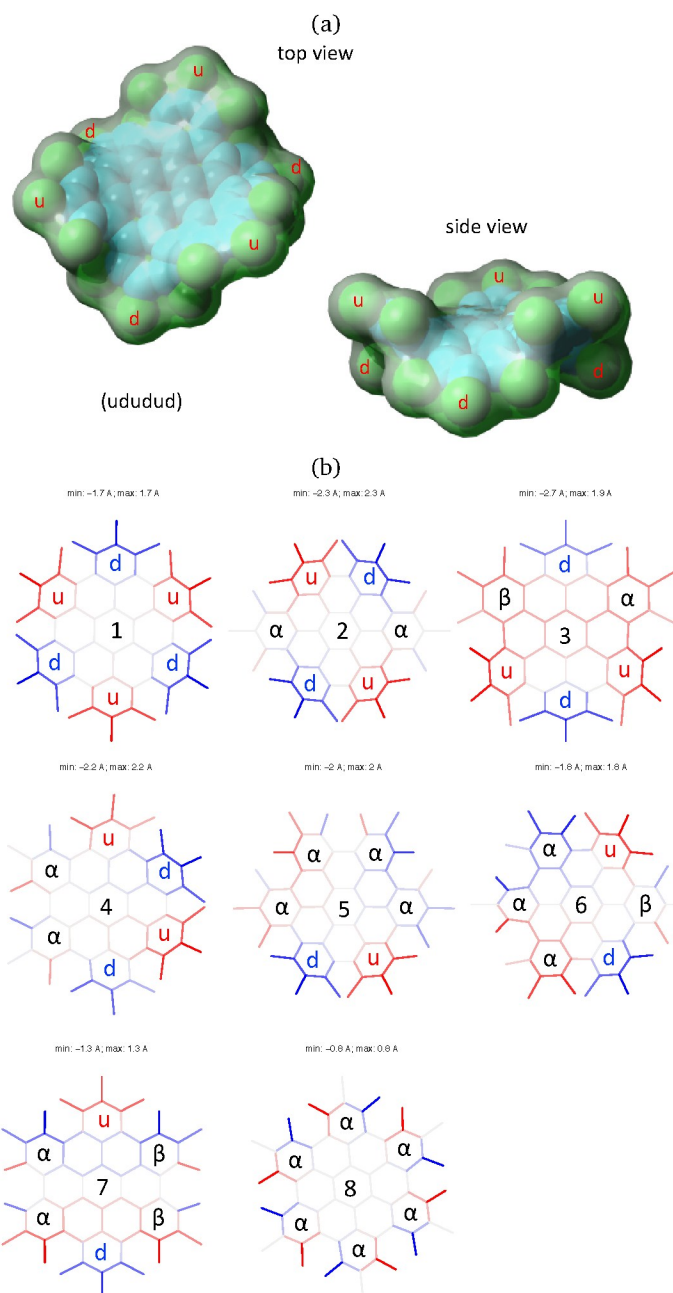 (a)
top view
u
d
d
u
side view
u
u
u
u
d
d
d
d
(ududud)
(b)
min: −1.7 A; max: 1.7 A
min: −2.3 A; max: 2.3 A
min: −2.7 A; max: 1.9 A
d
u
u
1
d
d
u
u
d
α
2
α
d
u
d
β
α
3
u
u
d
min: −2.2 A; max: 2.2 A
min: −2 A; max: 2 A
min: −1.8 A; max: 1.8 A
u
α
d
4
α
u
d
α
α
α
5
α
d
u
α
u
α
6
β
α
d
min: −1.3 A; max: 1.3 A
min: −0.8 A; max: 0.8 A
u
α
β
7
α
β
d
α
α
α
8
α
α
α